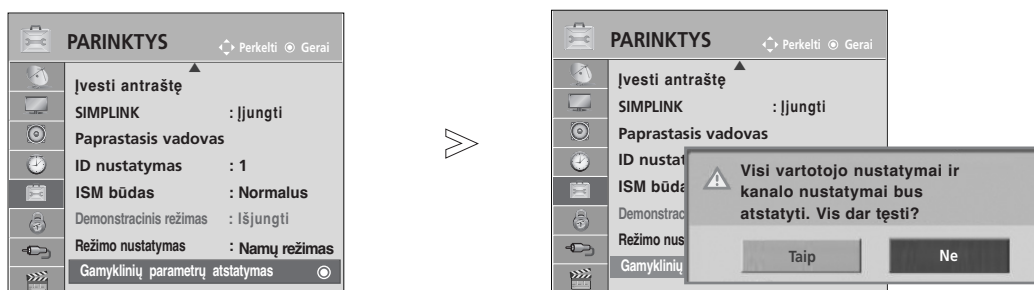 PARINKTYS
Perkelti Gerai
Įvesti antraštę
SIMPLINK : Įjungti
Paprastasis vadovas
ID nustatymas : 1
ISM būdas : Normalus
Demonstracinis režimas : Išjungti
Režimo nustatymas : Namų režimas
Gamyklinių parametrų atstatymas
PARINKTYS
Perkelti Gerai
Įvesti antraštę
SIMPLINK : Įjungti
Paprastasis vadovas
ID nustat
ISM būda
Demonstrac
Režimo nus
Gamyklinių
Visi vartotojo nustatymai ir
kanalo nustatymai bus
atstatyti. Vis dar tęsti?
Taip Ne